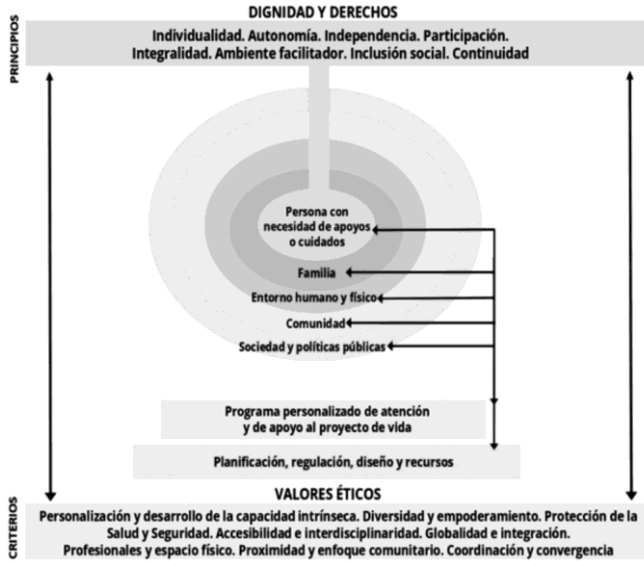 DIGNIDAD Y DERECHOS
PRINCIPIOS
Individualidad. Autonomía. Independencia. Participación.
Integralidad. Ambiente facilitador. Inclusión social. Continuidad
Persona con
necesidad de apoyos
o cuidados
Familia
Entorno humano y físico
Comunidad
Sociedad y políticas públicas
Programa personalizado de atención
y de apoyo al proyecto de vida
Planificación, regulación, diseño y recursos
VALORES ÉTICOS
CRITERIOS
Personalización y desarrollo de la capacidad intrínseca. Diversidad y empoderamiento. Protección de la
Salud y Seguridad. Accesibilidad e interdisciplinaridad. Globalidad e integración.
Profesionales y espacio físico. Proximidad y enfoque comunitario. Coordinación y convergencia